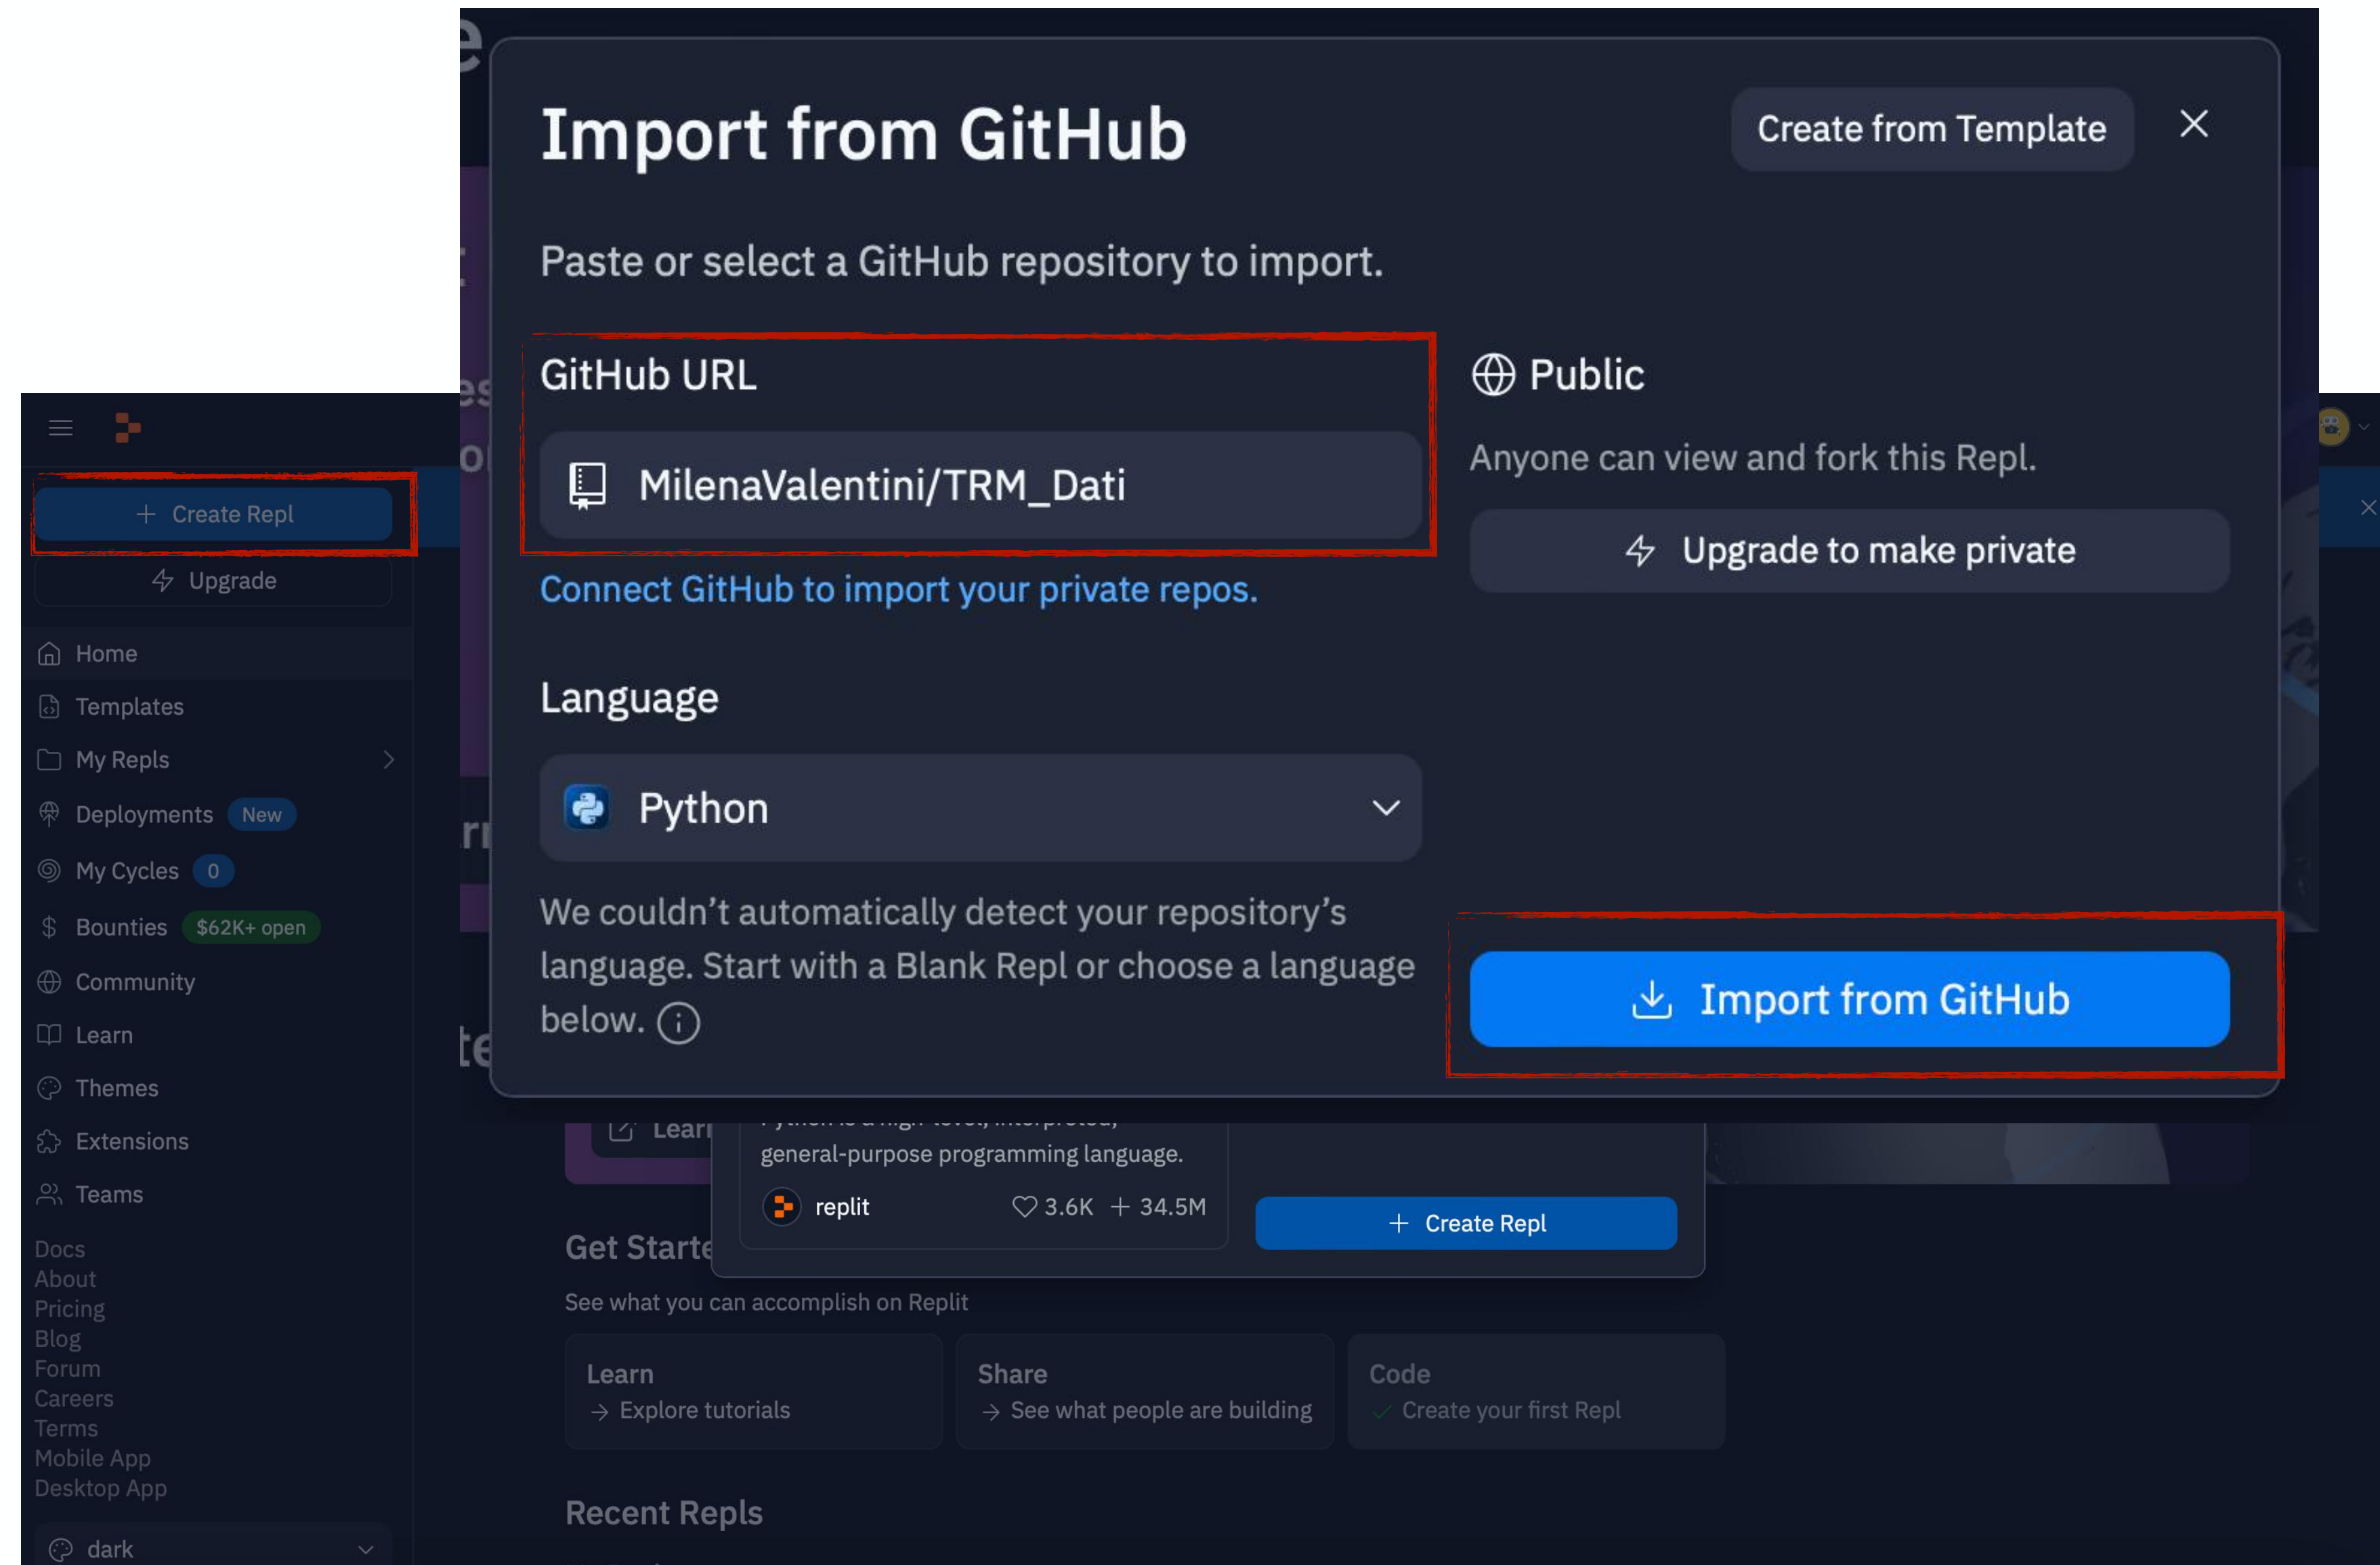 Import from GitHub
Create from Template
Paste or select a GitHub repository to import.
GitHub URL
MilenaValentini/TRM_Dati
Connect GitHub to import your private repos.
Public
Anyone can view and fork this Repl.
Upgrade to make private
Language
Python
We couldn't automatically detect your repository's
language. Start with a Blank Repl or choose a language
below.
Import from GitHub
+ Create Repl
Upgrade
Home
Templates
My Repls
Deployments New
My Cycles 0
$ Bounties $62K+ open
Community
Learn
Themes
Extensions
Teams
Docs
About
Pricing
Blog
Forum
Careers
Terms
Mobile App
Desktop App
dark
general-purpose programming language.
replit 3.6K + 34.5M
+ Create Repl
Get Starte
See what you can accomplish on Replit
Learn
→ Explore tutorials
Share
→ See what people are building
Code
✓ Create your first Repl
Recent Repls